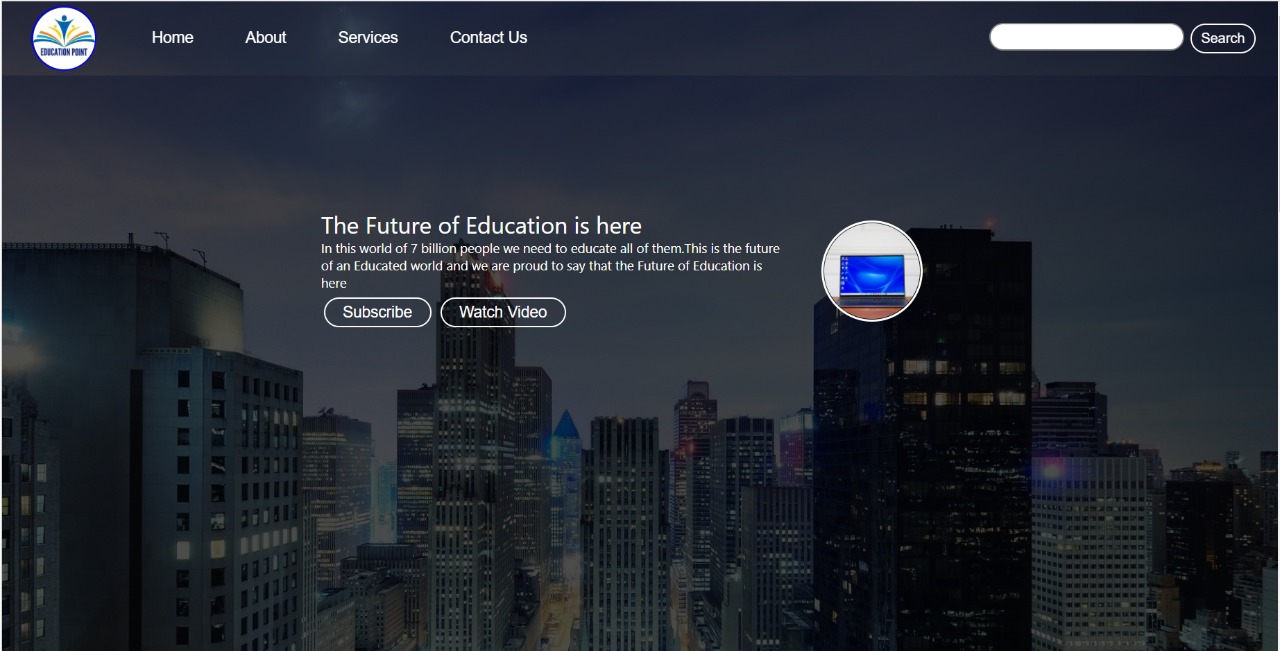 EDUCATION POINT
Home About Services Contact Us Search
The Future of Education is here
In this world of 7 billion people we need to educate all of them.This is the future
of an Educated world and we are proud to say that the Future of Education is
here
Subscribe Watch Video